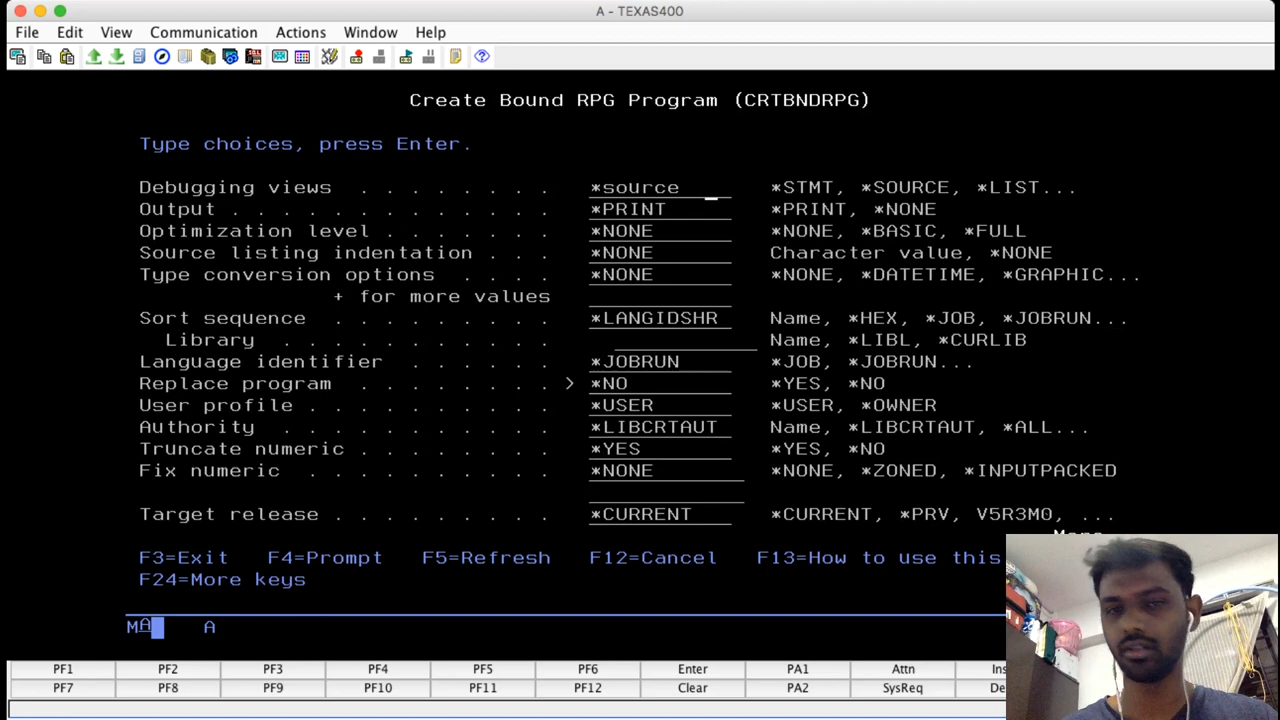 A - TEXAS400
File Edit View Communication Actions Window Help
Create Bound RPG Program (CRTBNDRPG)
Type choices, press Enter.
Debugging views . . . . . . . . . *source *STMT, *SOURCE, *LIST...
Output . . . . . . . . . . . . . . *PRINT *PRINT, *NONE
Optimization level . . . . . . . *NONE *NONE, *BASIC, *FULL
Source listing indentation . . . *NONE Character value, *NONE
Type conversion options . . . . *NONE *NONE, *DATETIME, *GRAPHIC...
+ for more values
Sort sequence . . . . . . . . . . *LANGIDSHR Name, *HEX, *JOB, *JOBRUN...
Library . . . . . . . . . . . Name, *LIBL, *CURLIB
Language identifier . . . . . . *JOBRUN *JOB, *JOBRUN...
Replace program . . . . . . . . . > *NO *YES, *NO
User profile . . . . . . . . . . *USER *USER, *OWNER
Authority . . . . . . . . . . . *LIBCRTAUT Name, *LIBCRTAUT, *ALL...
Truncate numeric . . . . . . . . *YES *YES, *NO
Fix numeric . . . . . . . . . . *NONE *NONE, *ZONED, *INPUTPACKED
Target release . . . . . . . . . *CURRENT *CURRENT, *PRV, V5R3M0, ...
F3=Exit F4=Prompt F5=Refresh F12=Cancel F13=How to use this
F24=More keys
MA A
PF1 PF2 PF3 PF4 PF5 PF6 Enter PA1 Attn
PF7 PF8 PF9 PF10 PF11 PF12 Clear PA2 SysReq